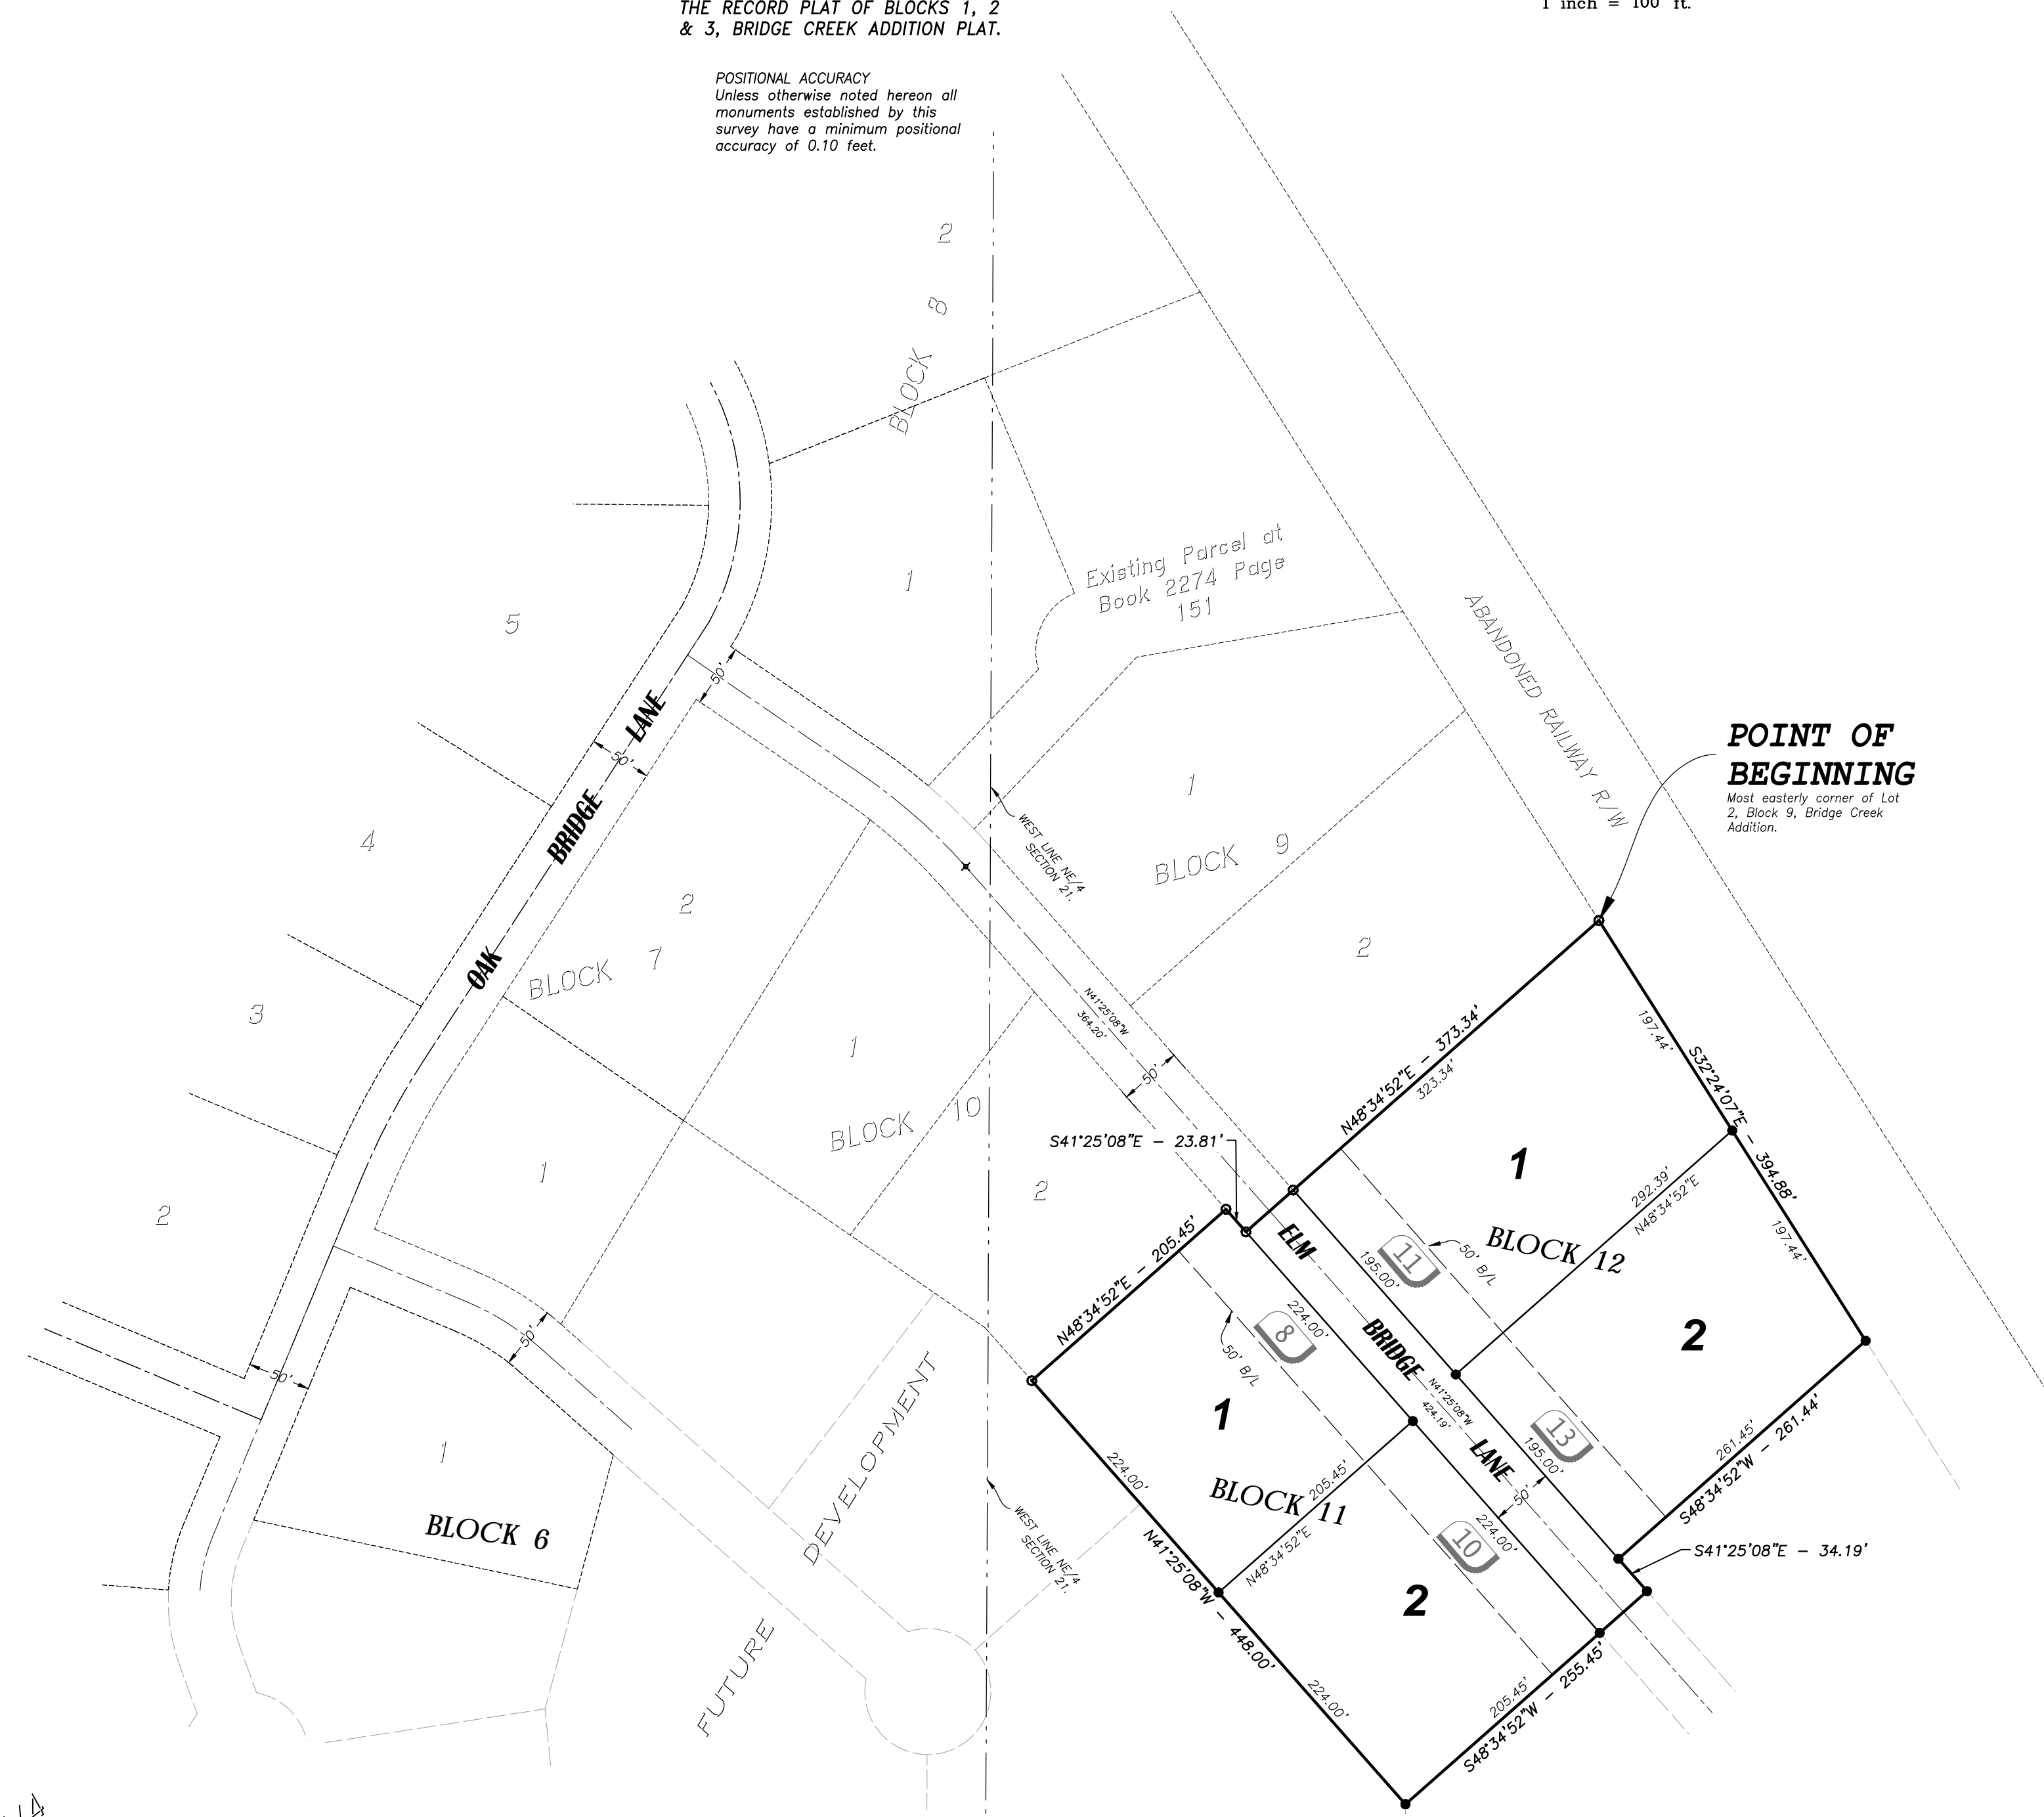 THE RECORD PLAT OF BLOCKS 1, 2
& 3, BRIDGE CREEK ADDITION PLAT.
1 inch = 100 ft.
POSITIONAL ACCURACY
Unless otherwise noted hereon all
monuments established by this
survey have a minimum positional
accuracy of 0.10 feet.
2
BLOCK 8
1
Existing Parcel at
Book 2274 Page
151
ABANDONED RAILWAY R/W
5
50'
50'
OAK BRIDGE LANE
POINT OF
BEGINNING
Most easterly corner of Lot
2, Block 9, Bridge Creek
Addition.
4
1
BLOCK 9
2
WEST LINE NE/4
SECTION 21.
2
BLOCK 7
3
1
BLOCK 10
2
N41°25'08"W
364.20'
50'
N48°34'52"E - 373.34'
323.34'
197.44'
S32°24'07"E - 394.88'
197.44'
S41°25'08"E - 23.81'
1
2
1
BLOCK 12
292.39'
N48°34'52"E
50' B/L
11
195.00'
2
ELM BRIDGE LANE
N48°34'52"E - 205.45'
224.00'
8
50' B/L
N41°25'08"W
424.19'
13
195.00'
50'
261.45'
S48°34'52"W - 261.44'
S41°25'08"E - 34.19'
1
BLOCK 11
205.45'
N48°34'52"E
224.00'
10
224.00'
N41°25'08"W - 448.00'
224.00'
2
205.45'
S48°34'52"W - 255.45'
50'
50'
1
BLOCK 6
FUTURE DEVELOPMENT
WEST LINE NE/4
SECTION 21.